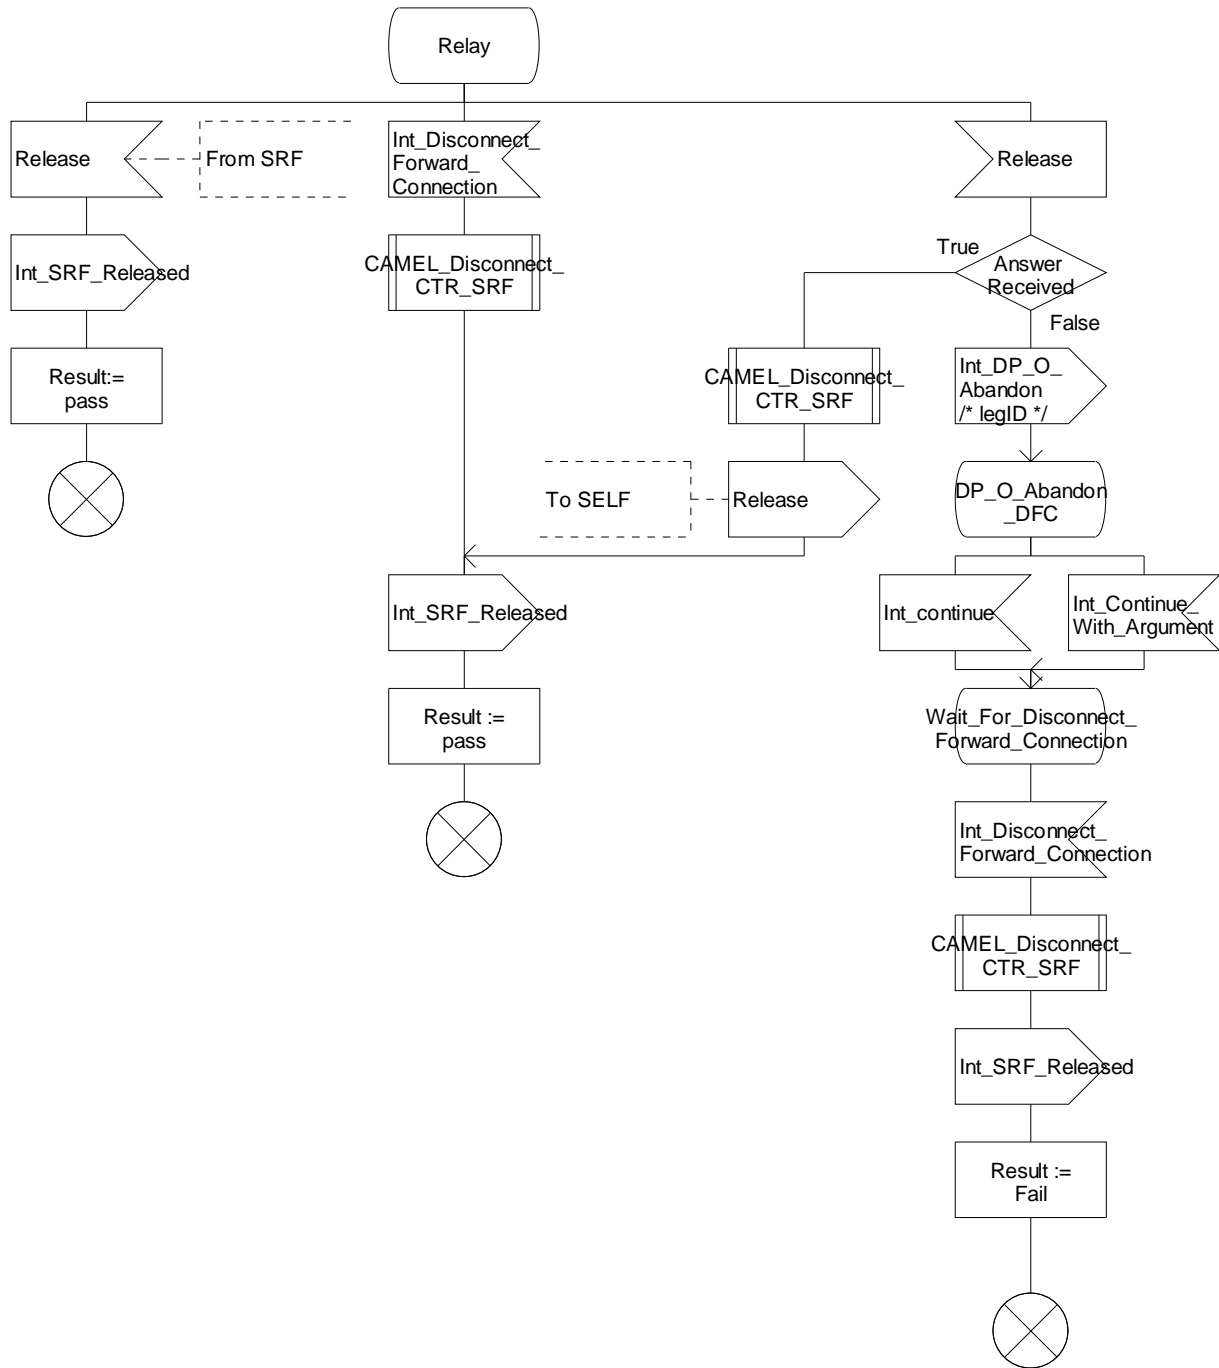 Relay
Release
From SRF
Int_Disconnect_
Forward_
Connection
Release
Int_SRF_Released
CAMEL_Disconnect_
CTR_SRF
True
Answer
Received
False
Result:=
pass
CAMEL_Disconnect_
CTR_SRF
Int_DP_O_
Abandon
/* legID */
To SELF
Release
DP_O_Abandon
_DFC
Int_SRF_Released
Int_continue
Int_Continue_
With_Argument
Result :=
pass
Wait_For_Disconnect_
Forward_Connection
Int_Disconnect_
Forward_Connection
CAMEL_Disconnect_
CTR_SRF
Int_SRF_Released
Result :=
Fail